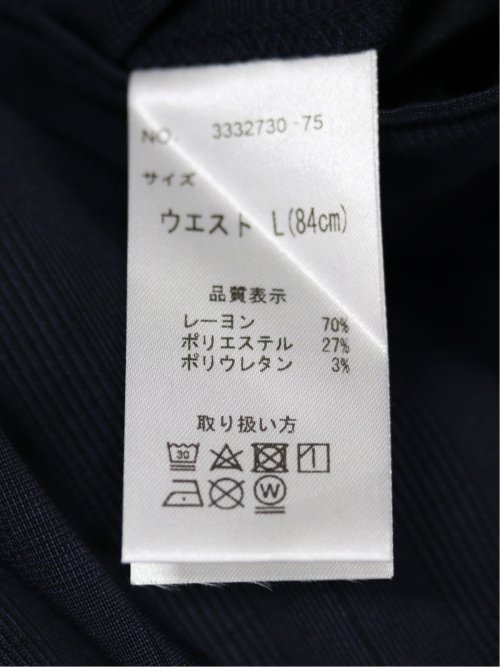 NO. 3332730-75
サイズ
ウエスト L(84cm)
品質表示
レーヨン 70%
ポリエステル 27%
ポリウレタン 3%
取り扱い方
30
W